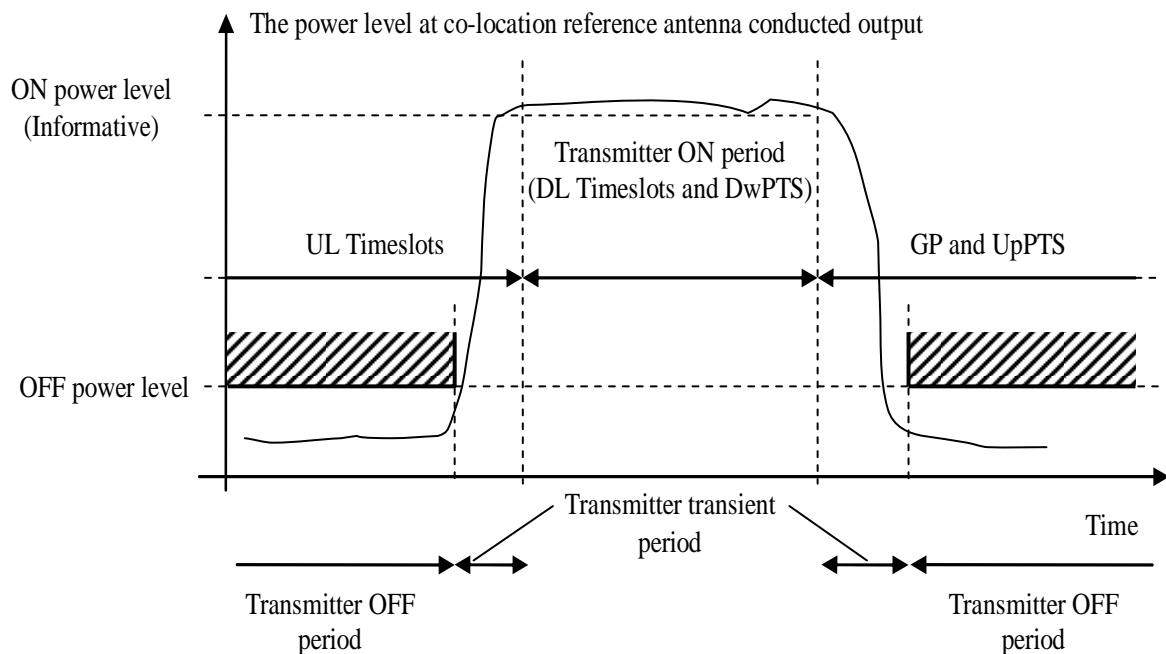 The power level at co-location reference antenna conducted output
ON power level
(Informative)
Transmitter ON period
(DL Timeslots and DwPTS)
UL Timeslots
GP and UpPTS
OFF power level
Transmitter transient
period
Time
Transmitter OFF
period
Transmitter OFF
period